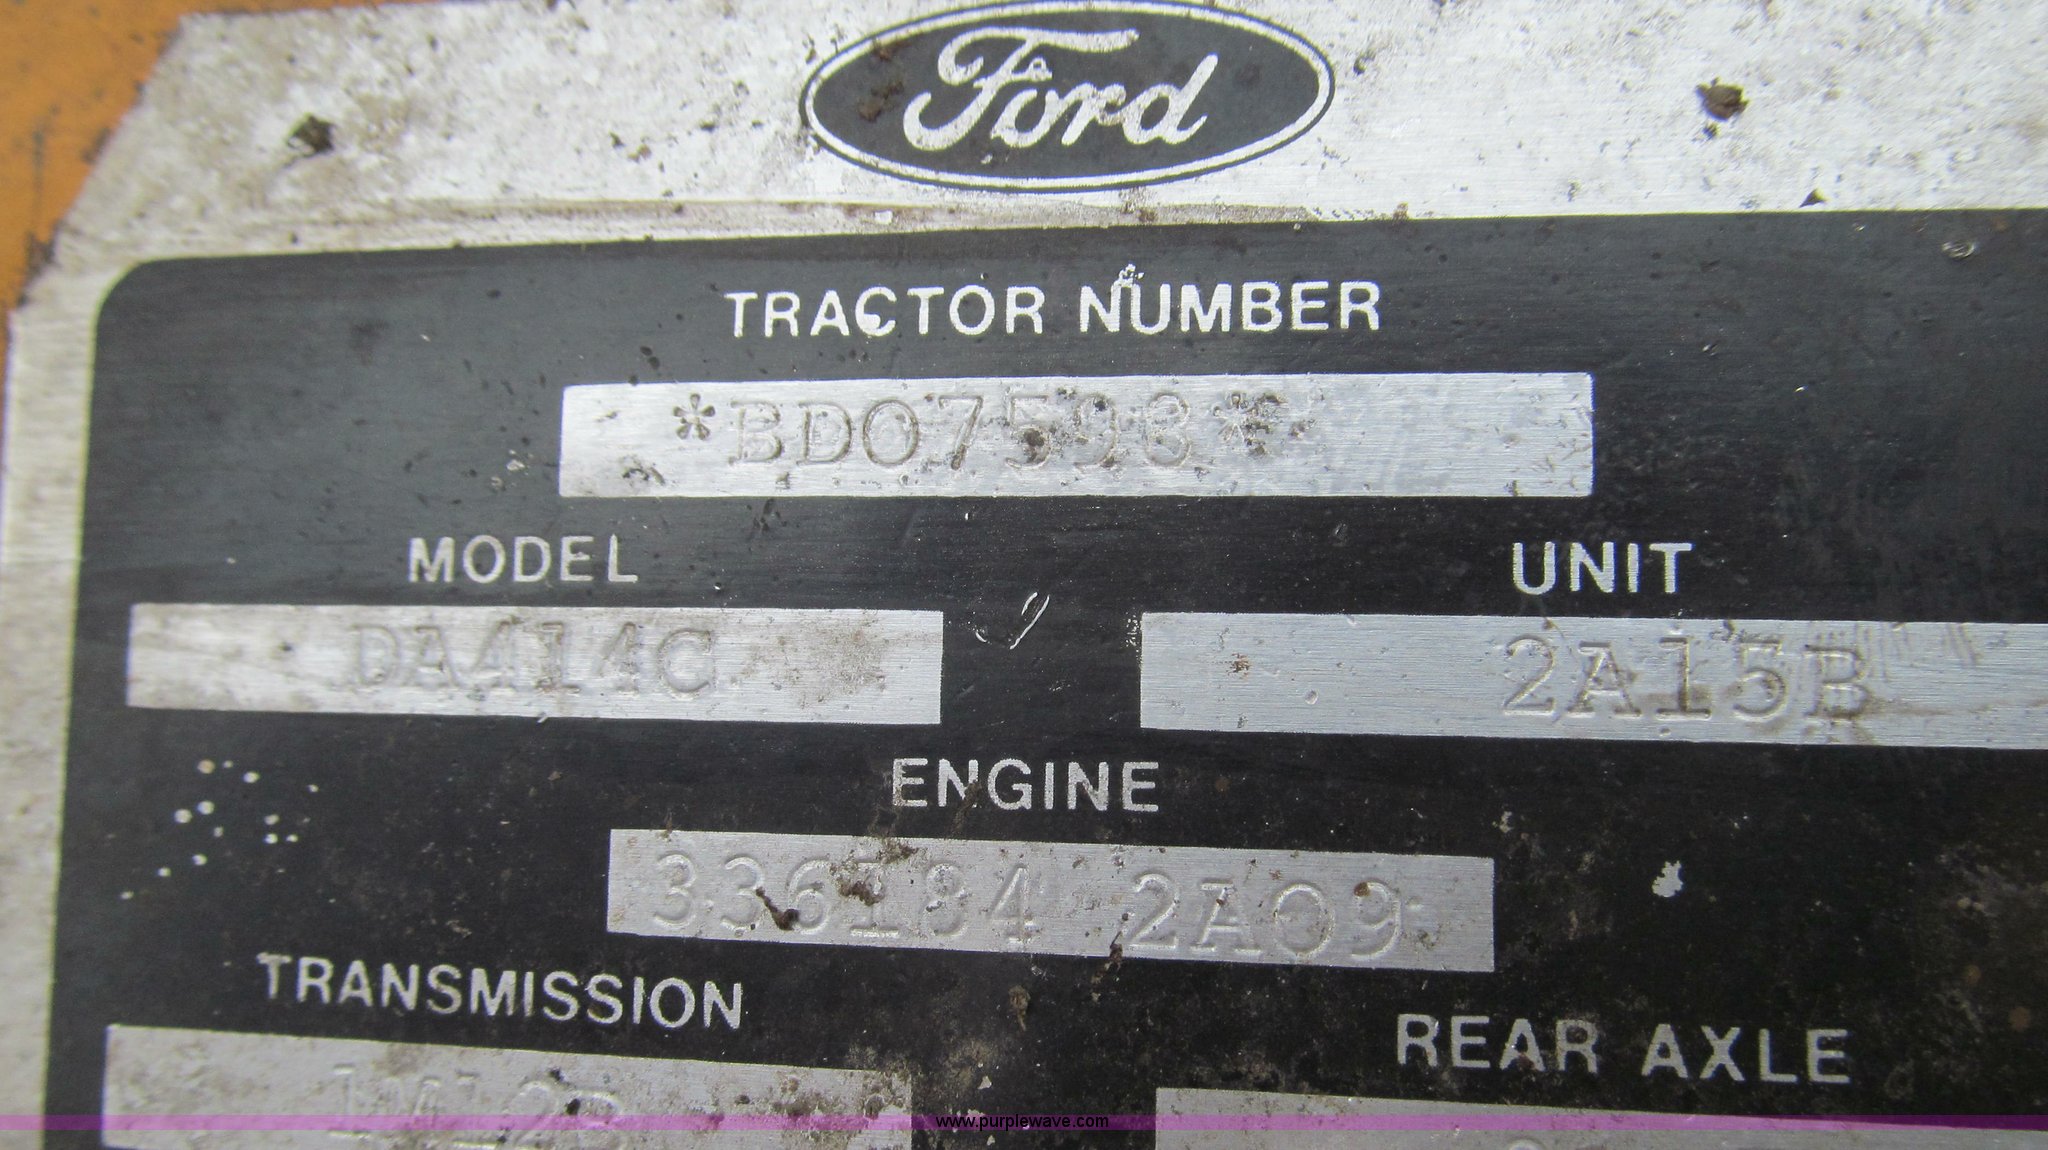 Ford
TRACTOR NUMBER
*BD07598*
MODEL
UNIT
DA414C
2A15B
ENGINE
336184 2A09
TRANSMISSION
REAR AXLE
www.purplewave.com